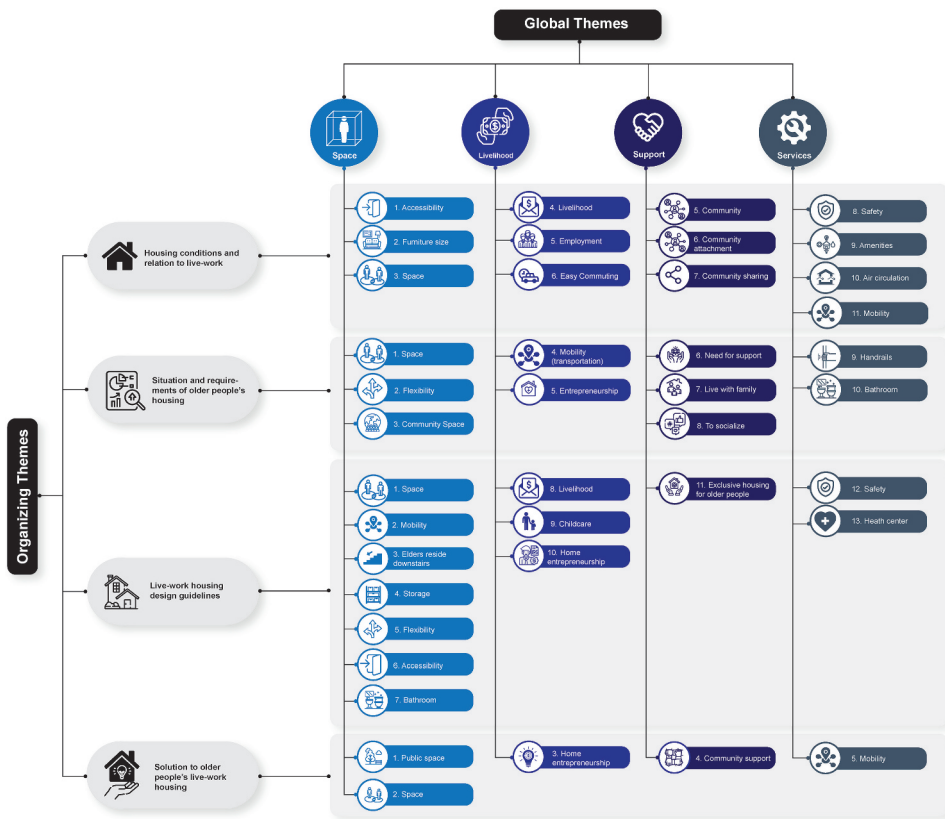 Global Themes
Space
Livelihood
Support
Services
Organizing Themes
Housing conditions and
relation to live-work
1. Accessibility
2. Furniture size
3. Space
4. Livelihood
5. Employment
6. Easy Commuting
5. Community
6. Community
attachment
7. Community sharing
8. Safety
9. Amenities
10. Air circulation
11. Mobility
Situation and require-
ments of older people's
housing
1. Space
2. Flexibility
3. Community Space
4. Mobility
(transportation)
5. Entrepreneurship
6. Need for support
7. Live with family
8. To socialize
9. Handrails
10. Bathroom
Live-work housing
design guidelines
1. Space
2. Mobility
3. Elders reside
downstairs
4. Storage
5. Flexibility
6. Accessibility
7. Bathroom
8. Livelihood
9. Childcare
10. Home
entrepreneurship
11. Exclusive housing
for older people
12. Safety
13. Heath center
Solution to older
people's live-work
housing
1. Public space
2. Space
3. Home
entrepreneurship
4. Community support
5. Mobility